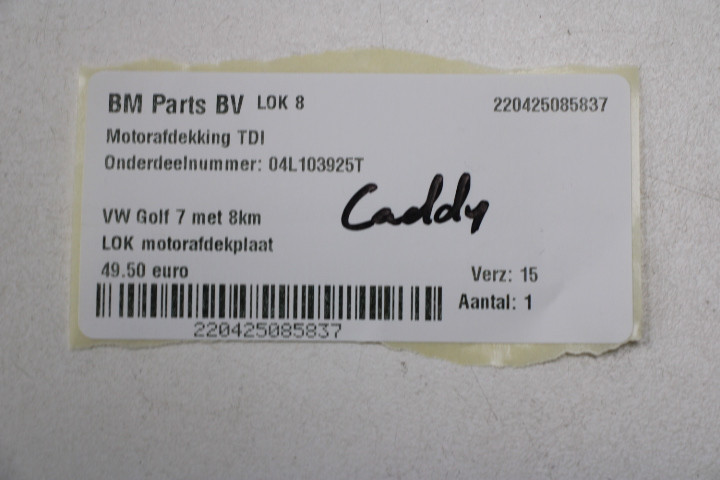 BM Parts BV LOK 8 220425085837
Motorafdekking TDI
Onderdeelnummer: 04L103925T
Caddy
VW Golf 7 met 8km
LOK motorafdekplaat
49.50 euro Verz: 15
Aantal: 1
220425085837